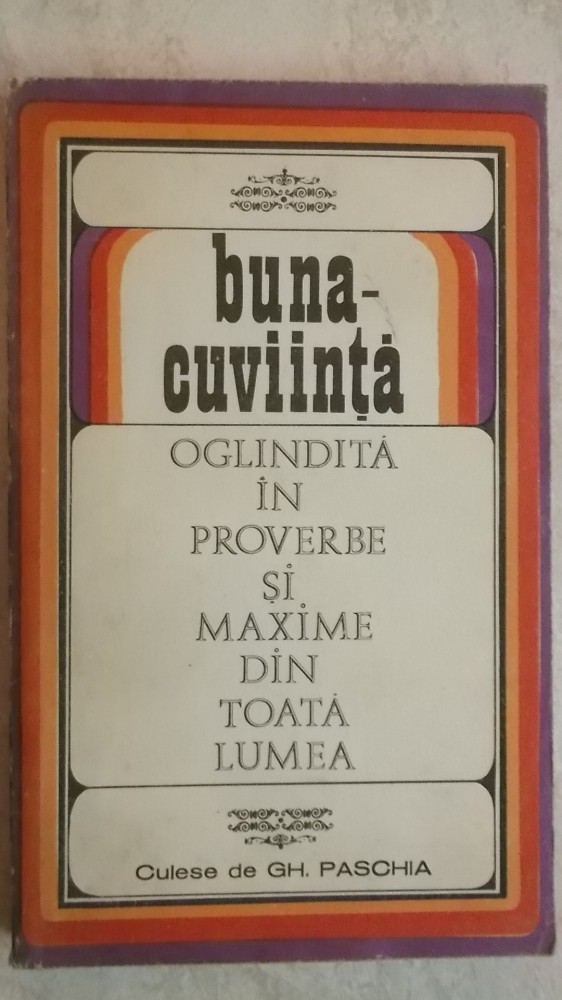 buna-
cuviință
OGLINDITĂ
ÎN
PROVERBE
ȘI
MAXIME
DIN
TOATĂ
LUMEA
Culese de GH. PASCHIA